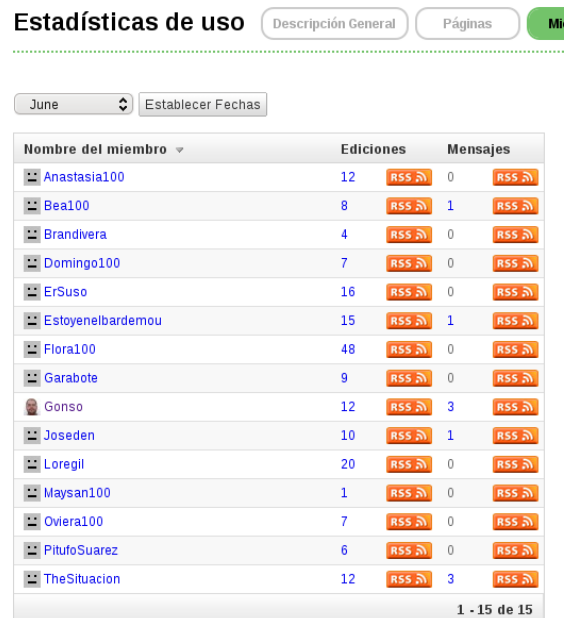 Estadísticas de uso Descripción General Páginas
June Establecer Fechas
Nombre del miembro Ediciones Mensajes
Anastasia100 12 RSS 0 RSS
Bea100 8 RSS 1 RSS
Brandivera 4 RSS 0 RSS
Domingo100 7 RSS 0 RSS
ErSuso 16 RSS 0 RSS
Estoyenelbardemou 15 RSS 1 RSS
Flora100 48 RSS 0 RSS
Garabote 9 RSS 0 RSS
Gonso 12 RSS 3 RSS
Joseden 10 RSS 1 RSS
Loregil 20 RSS 0 RSS
Maysan100 1 RSS 0 RSS
Oviera100 7 RSS 0 RSS
PitufoSuarez 6 RSS 0 RSS
TheSituacion 12 RSS 3 RSS
1 - 15 de 15